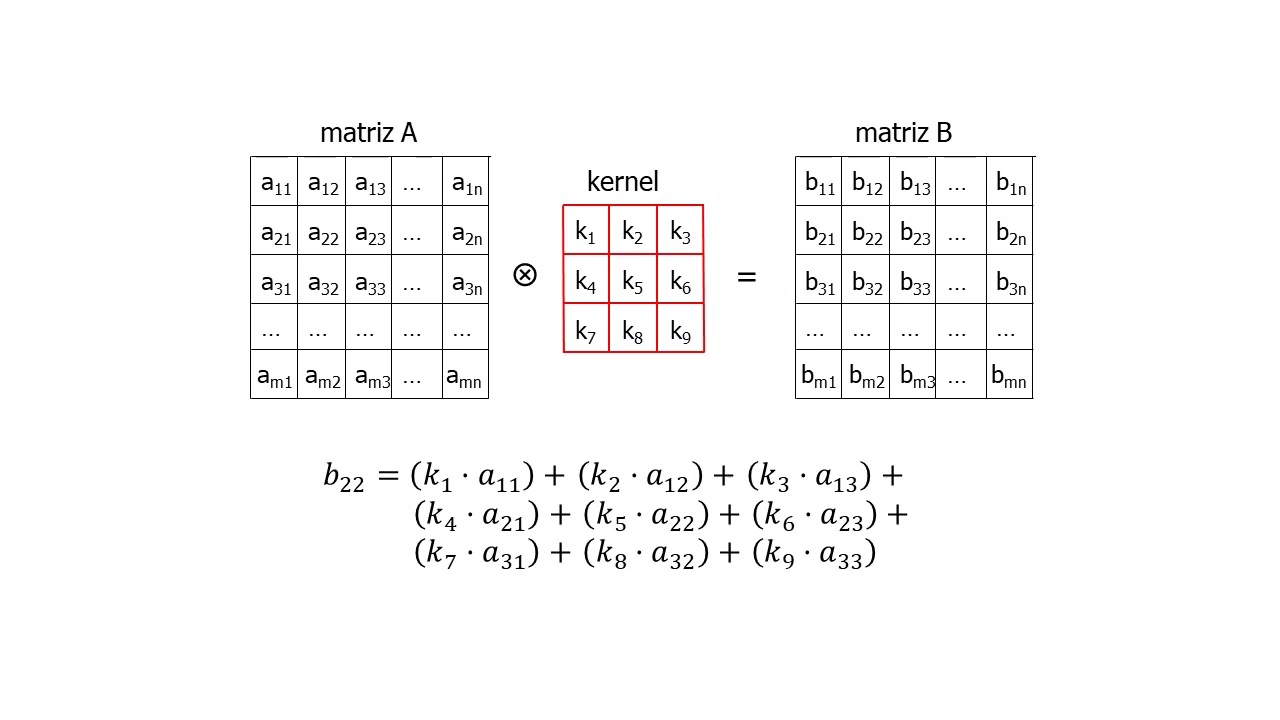 matriz A
a11 a12 a13 ... a1n
a21 a22 a23 ... a2n
a31 a32 a33 ... a3n
... ... ... ... ...
am1 am2 am3 ... amn
⊗
kernel
k1 k2 k3
k4 k5 k6
k7 k8 k9
=
matriz B
b11 b12 b13 ... b1n
b21 b22 b23 ... b2n
b31 b32 b33 ... b3n
... ... ... ... ...
bm1 bm2 bm3 ... bmn
b22 = (k1 · a11) + (k2 · a12) + (k3 · a13) +
(k4 · a21) + (k5 · a22) + (k6 · a23) +
(k7 · a31) + (k8 · a32) + (k9 · a33)